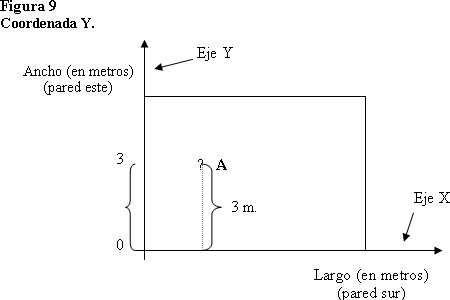 Figura 9
Coordenada Y.
Eje Y
Ancho (en metros)
(pared este)
3
? A
3 m.
Eje X
0
Largo (en metros)
(pared sur)